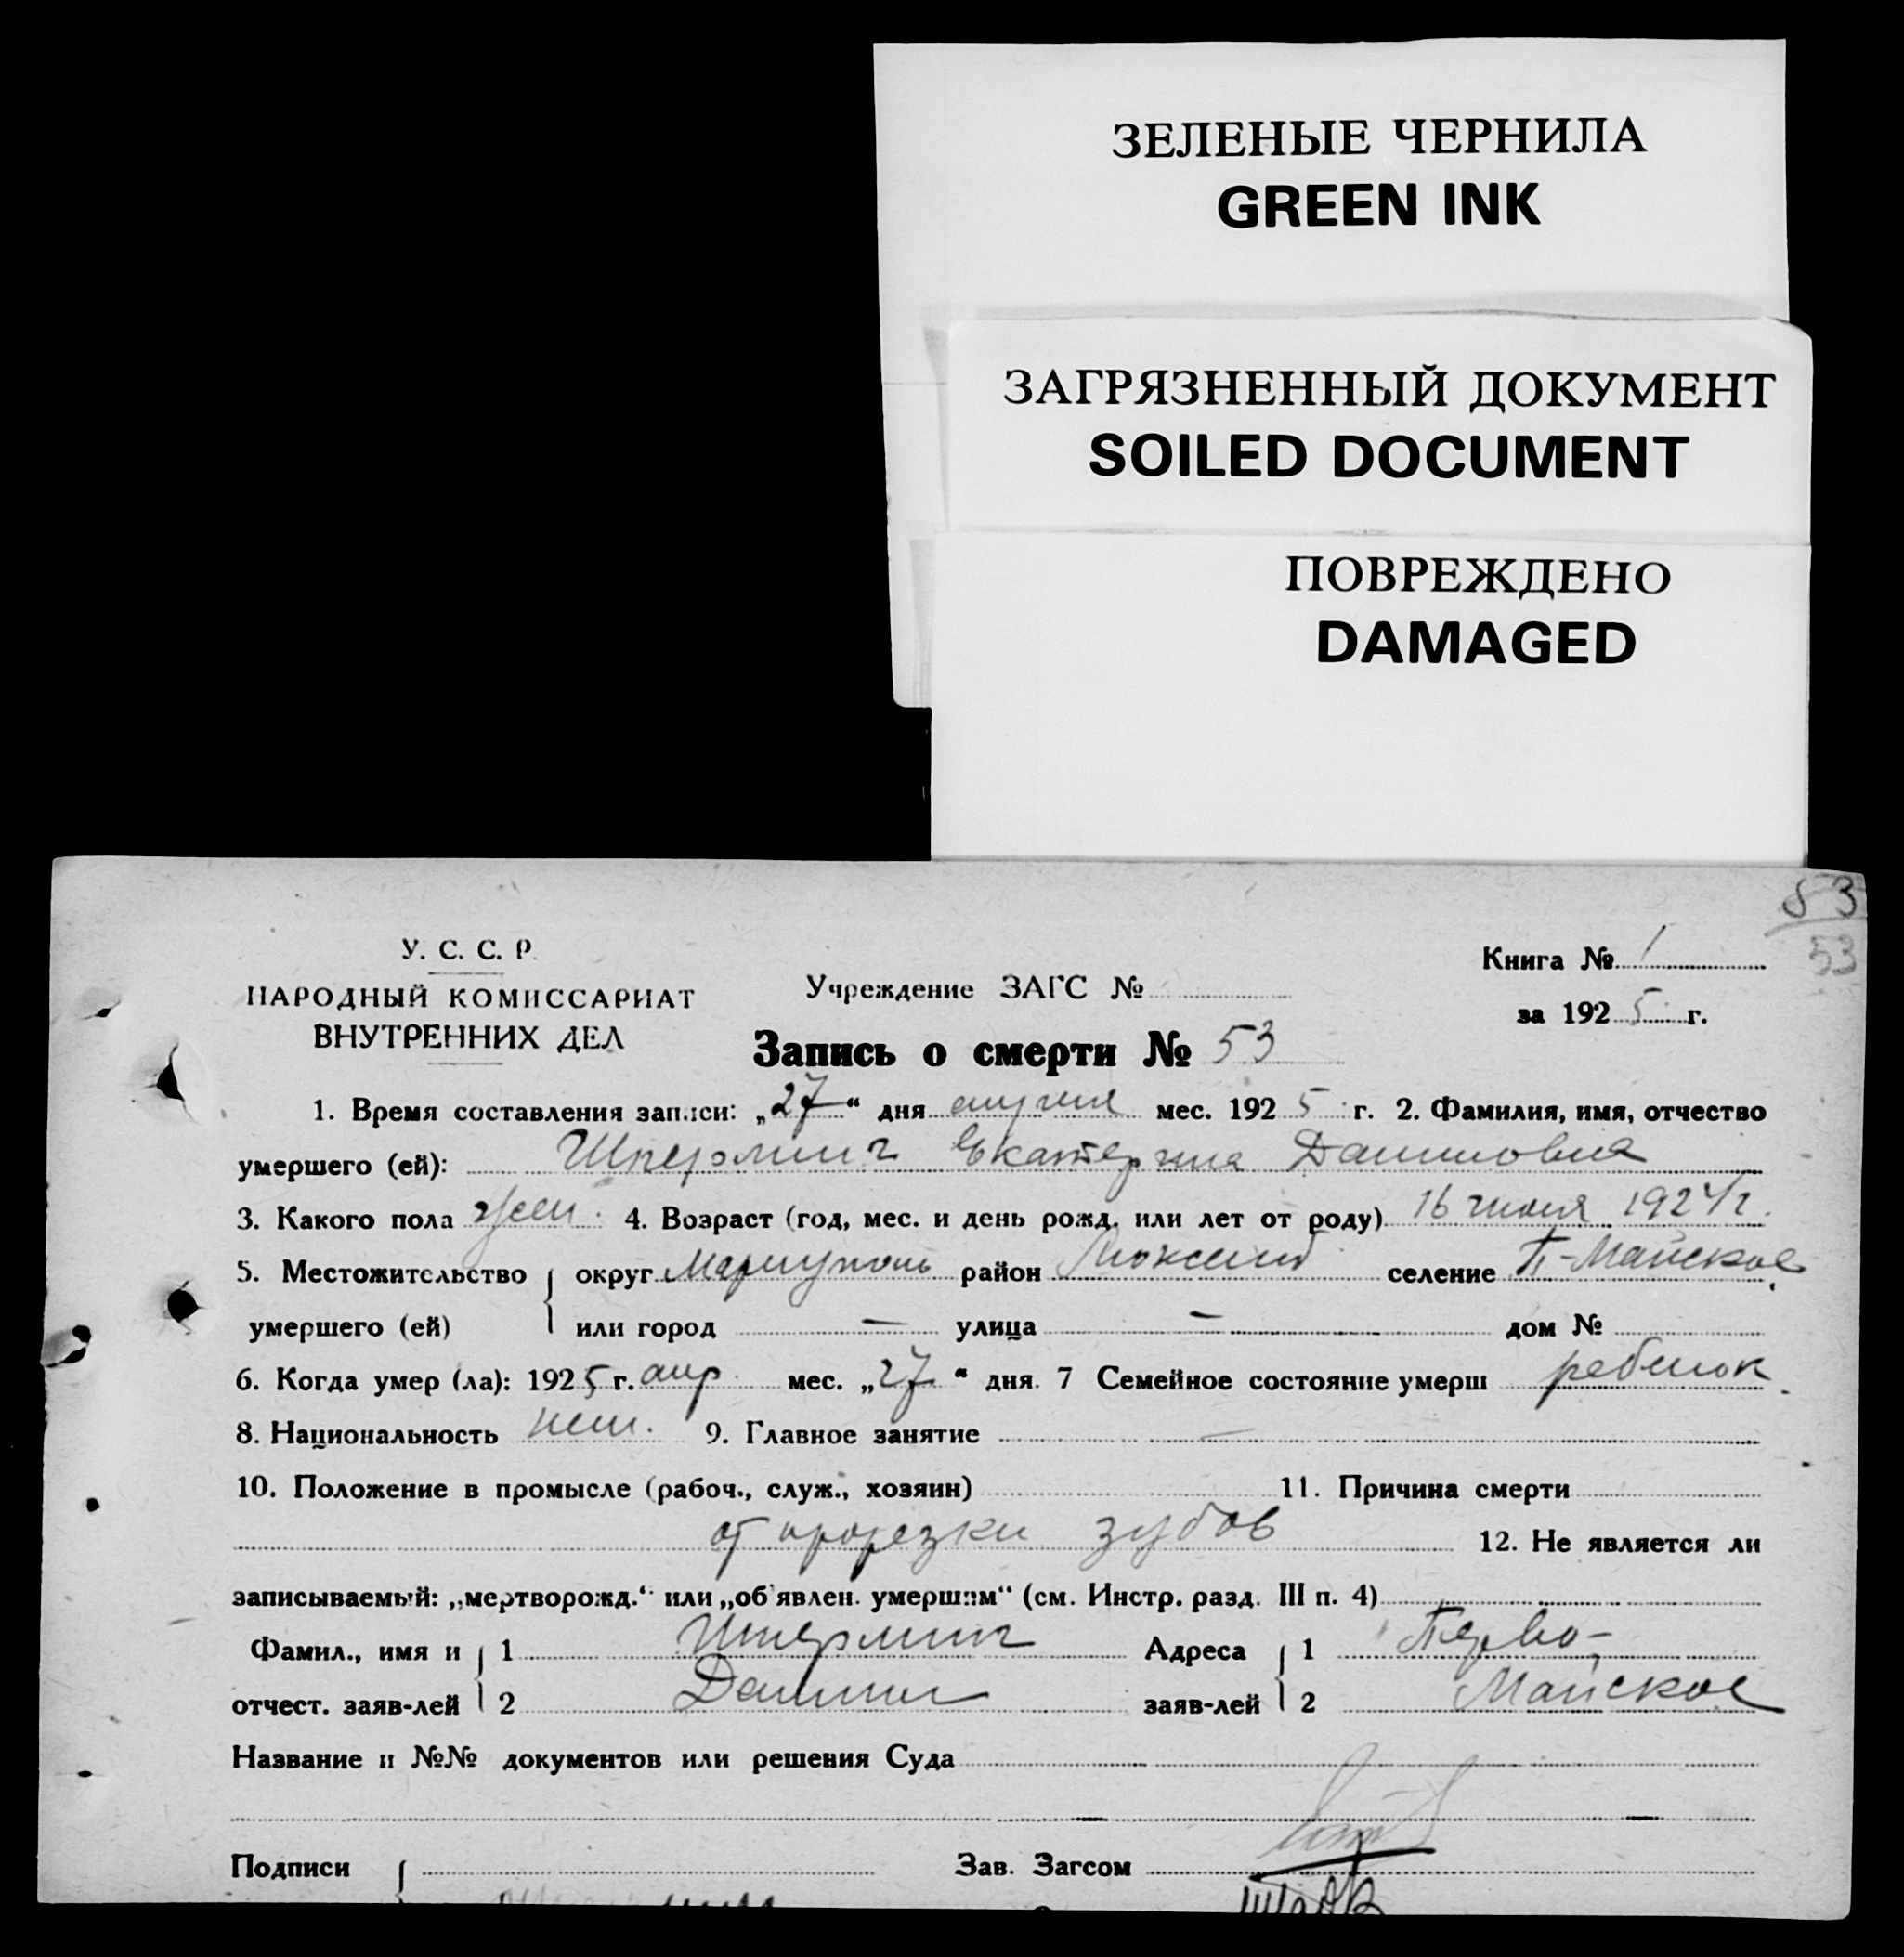 ЗЕЛЕНЫЕ ЧЕРНИЛА
GREEN INK
ЗАГРЯЗНЕННЫЙ ДОКУМЕНТ
SOILED DOCUMENT
ПОВРЕЖДЕНО
DAMAGED
53
53
У. С. С. Р.
НАРОДНЫЙ КОМИССАРИАТ
ВНУТРЕННИХ ДЕЛ
Учреждение ЗАГС №
Книга № 1
за 1925 г.
Запись о смерти № 53
1. Время составления записи: „27“ дня апреля мес. 1925 г. 2. Фамилия, имя, отчество
умершего (ей): Шперлинг Екатерина Данииловна
3. Какого пола жен. 4. Возраст (год, мес. и день рожд. или лет от роду) 16 июля 1924 г.
5. Местожительство округ Мариуполь район селение П-Майское
умершего (ей) или город — улица — дом №
6. Когда умер (ла): 1925 г. апр. мес. „27“ дня. 7 Семейное состояние умерш ребенок
8. Национальность нем. 9. Главное занятие —
10. Положение в промысле (рабоч., служ., хозяин) 11. Причина смерти
от прорезки зубов 12. Не является ли
записываемый: „мертворожд.“ или „об'явлен. умершим“ (см. Инстр. разд. III п. 4)
Фамил., имя и 1 Шперлинг Адреса 1 Перво-
отчест. заяв-лей 2 Даниил заяв-лей 2 Майское
Название и №№ документов или решения Суда
Подписи Зав. Загсом